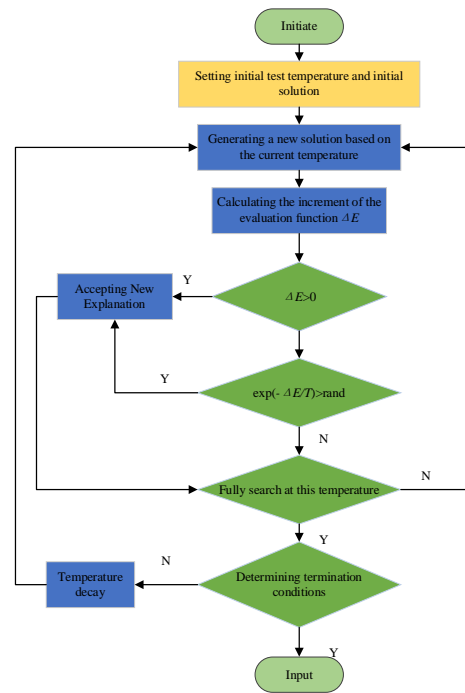 Initiate
Setting initial test temperature and initial
solution
Generating a new solution based on
the current temperature
Calculating the increment of the
evaluation function ΔE
Accepting New
Explanation
Y
ΔE>0
Y
exp(- ΔE/T)>rand
N
Fully search at this temperature
N
Y
N
Temperature
decay
Determining termination
conditions
Y
Input